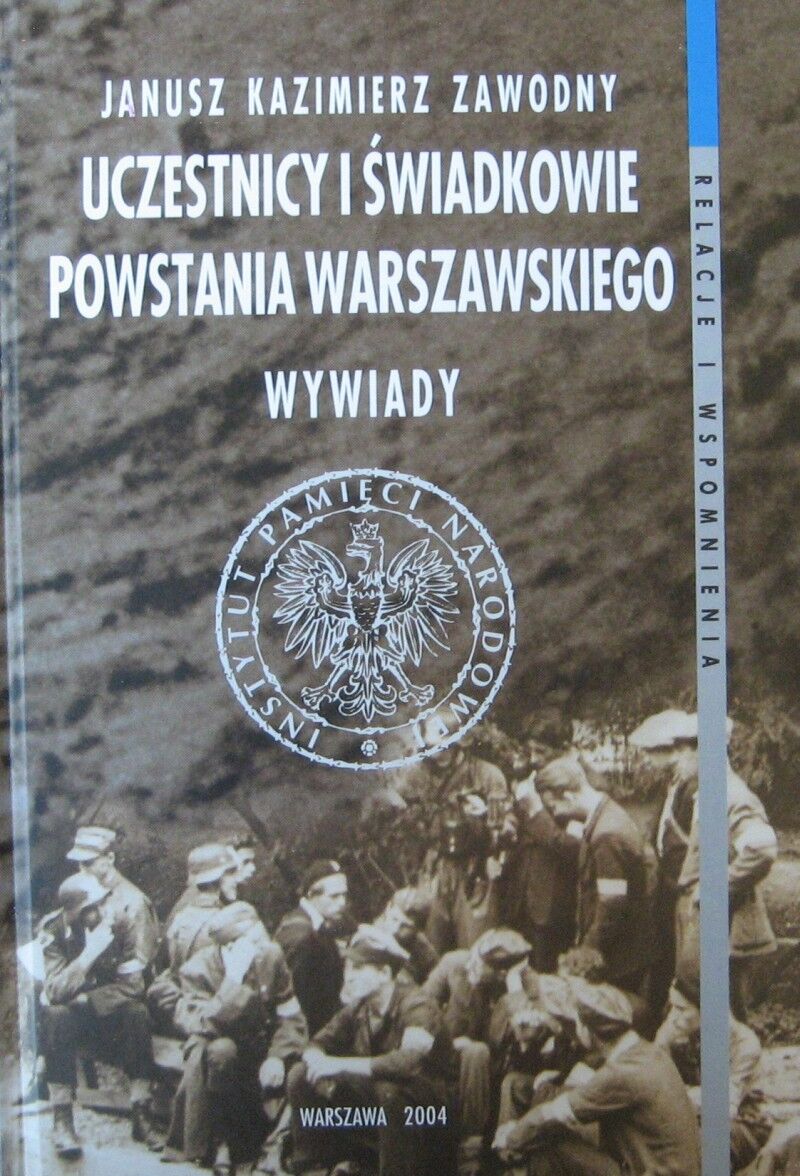 JANUSZ KAZIMIERZ ZAWODNY
UCZESTNICY I ŚWIADKOWIE
POWSTANIA WARSZAWSKIEGO
WYWIADY
INSTYTUT PAMIĘCI NARODOWEJ
RELACJE I WSPOMNIENIA
WARSZAWA 2004